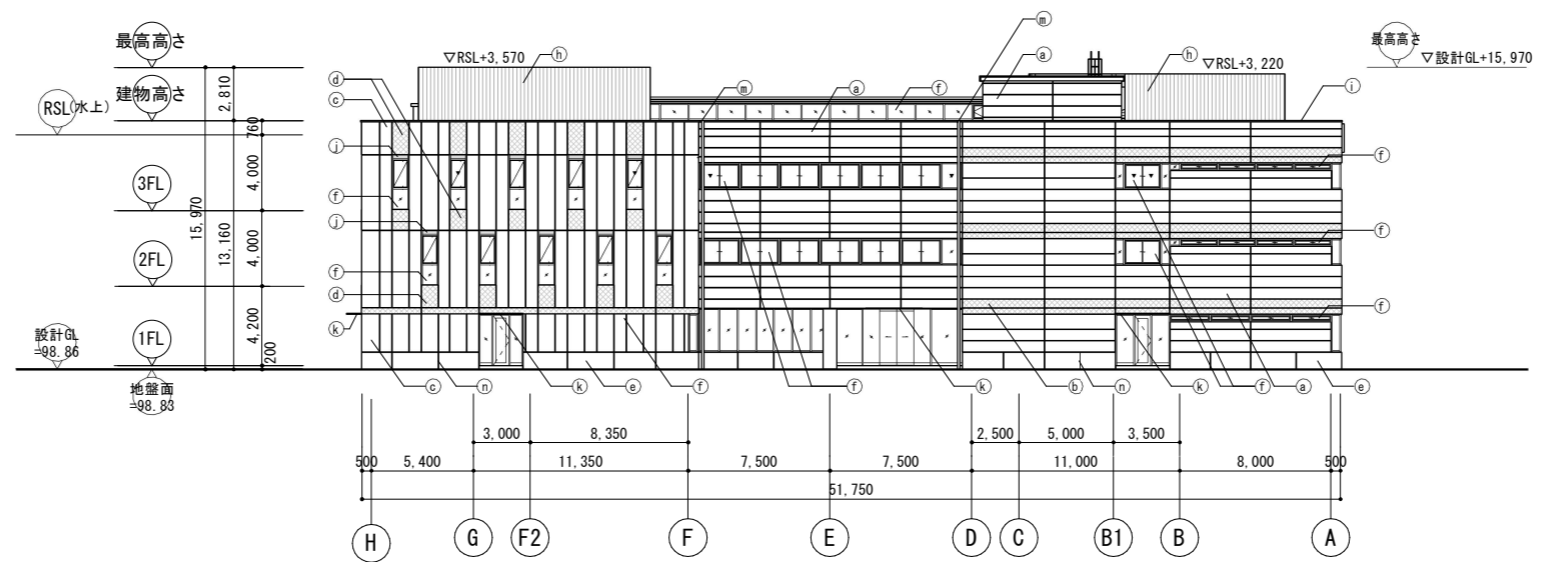 最高高さ
建物高さ
RSL(水上)
3FL
2FL
1FL
設計GL
=98.86
地盤面
=98.83
15,970
2,810
13,160
760
4,000
4,000
4,200
200
▽RSL+3,570
ⓗ
ⓓ
ⓒ
ⓙ
ⓕ
ⓙ
ⓕ
ⓓ
ⓚ
ⓜ
ⓐ
ⓕ
ⓐ
ⓜ
ⓗ
▽RSL+3,220
最高高さ
▽設計GL+15,970
ⓘ
ⓕ
ⓕ
ⓕ
ⓒ ⓝ ⓚ ⓔ ⓕ ⓕ ⓚ ⓑ ⓝ ⓚ ⓕ ⓐ ⓔ
3,000 8,350 2,500 5,000 3,500
500 5,400 11,350 7,500 7,500 11,000 8,000 500
51,750
H G F2 F E D C B1 B A